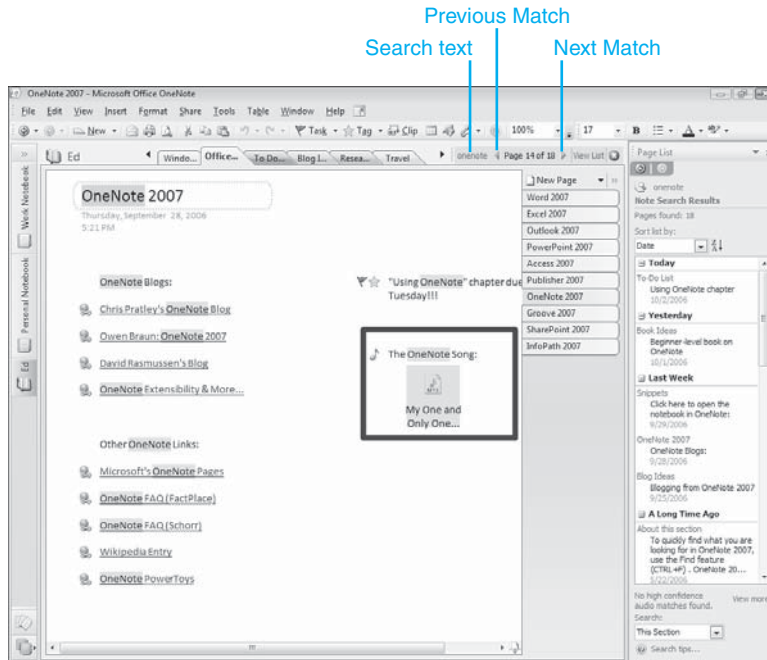 Previous Match
Search text
Next Match
OneNote 2007 - Microsoft Office OneNote
File Edit View Insert Format Share Tools Table Window Help
New Task Tag Clip 100% 17 B A
Ed Windo... Office... To Do... Blog I... Resea... Travel onenote Page 14 of 18 View List
Work Notebook
Personal Notebook
Ed
OneNote 2007
Thursday, September 28, 2006
5:21 PM
OneNote Blogs:
Chris Pratley's OneNote Blog
Owen Braun: OneNote 2007
David Rasmussen's Blog
OneNote Extensibility & More...
Other OneNote Links:
Microsoft's OneNote Pages
OneNote FAQ (FactPlace)
OneNote FAQ (Schorr)
Wikipedia Entry
OneNote PowerToys
"Using OneNote" chapter due
Tuesday!!!
The OneNote Song:
My One and
Only One...
New Page
Word 2007
Excel 2007
Outlook 2007
PowerPoint 2007
Access 2007
Publisher 2007
OneNote 2007
Groove 2007
SharePoint 2007
InfoPath 2007
Page List
onenote
Note Search Results
Pages found: 18
Sort list by:
Date
Today
To-Do List
Using OneNote chapter
10/2/2006
Yesterday
Book Ideas
Beginner-level book on
OneNote
10/1/2006
Last Week
Snippets
Click here to open the
notebook in OneNote:
9/29/2006
OneNote 2007
OneNote Blogs:
9/28/2006
Blog Ideas
Blogging from OneNote 2007
9/25/2006
A Long Time Ago
About this section
To quickly find what you are
looking for in OneNote 2007,
use the Find feature
(CTRL+F) . OneNote 20...
5/22/2006
No high confidence
audio matches found.
View more
Search:
This Section
Search tips...